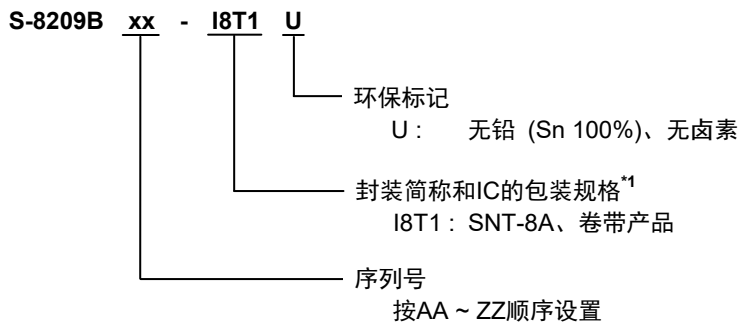 S-8209B xx - I8T1 U
环保标记
U : 无铅 (Sn 100%)、无卤素
封装简称和IC的包装规格*1
I8T1 : SNT-8A、卷带产品
序列号
按AA ~ ZZ顺序设置